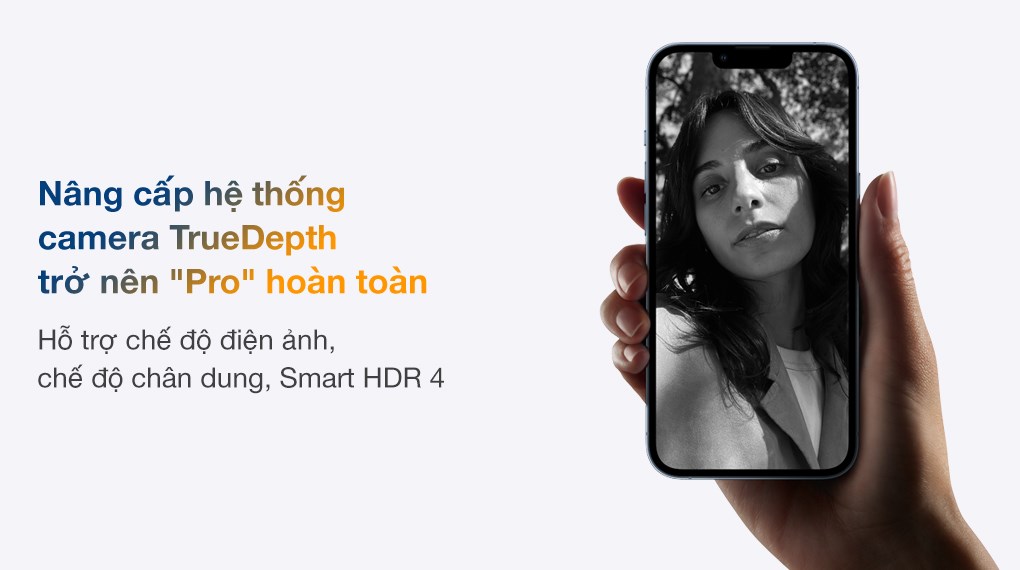 Nâng cấp hệ thống
camera TrueDepth
trở nên "Pro" hoàn toàn
Hỗ trợ chế độ điện ảnh,
chế độ chân dung, Smart HDR 4